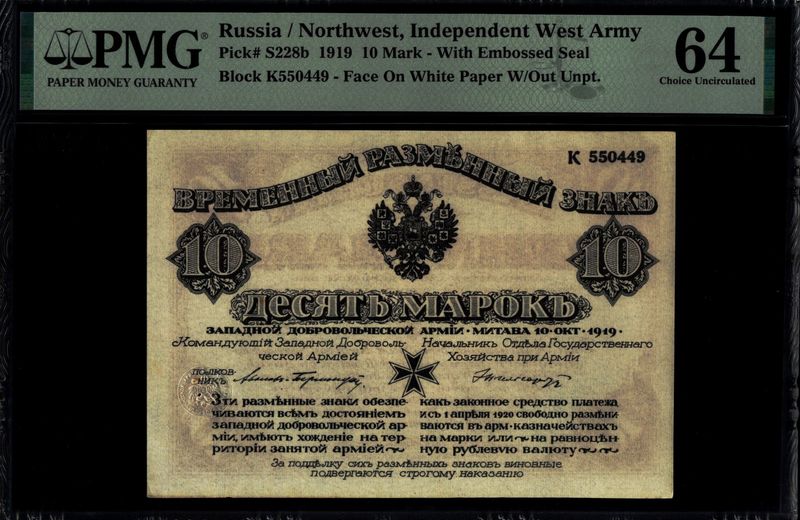 PMG®
PAPER MONEY GUARANTY
Russia / Northwest, Independent West Army
Pick# S228b 1919 10 Mark - With Embossed Seal
Block K550449 - Face On White Paper W/Out Unpt.
64
Choice Uncirculated
К 550449
ВРЕМЕННЫЙ РАЗМѢННЫЙ ЗНАКЪ
10
10
ДЕСЯТЬ МАРОКЪ
ЗАПАДНОЙ ДОБРОВОЛЬЧЕСКОЙ АРМІИ · МИТАВА 10 · ОКТ · 1919 ·
Командующій Западной Доброволь-
ческой Арміей
Начальникъ Отдѣла Государственнаго
Хозяйства при Арміи
ПОЛКОВ-
НИКЪ
Эти размѣнные знаки обезпе-
чиваются всѣмъ достояніемъ
западной добровольческой ар-
міи, имѣютъ хожденіе на тер-
риторіи занятой арміей
какъ законное средство платежа
и съ 1 апрѣля 1920 свободно размѣни-
ваются въ арм. казначействахъ
на марки или на равноцѣн-
ную рублевую валюту
За поддѣлку сихъ размѣнныхъ знаковъ виновные
подвергаются строгому наказанію